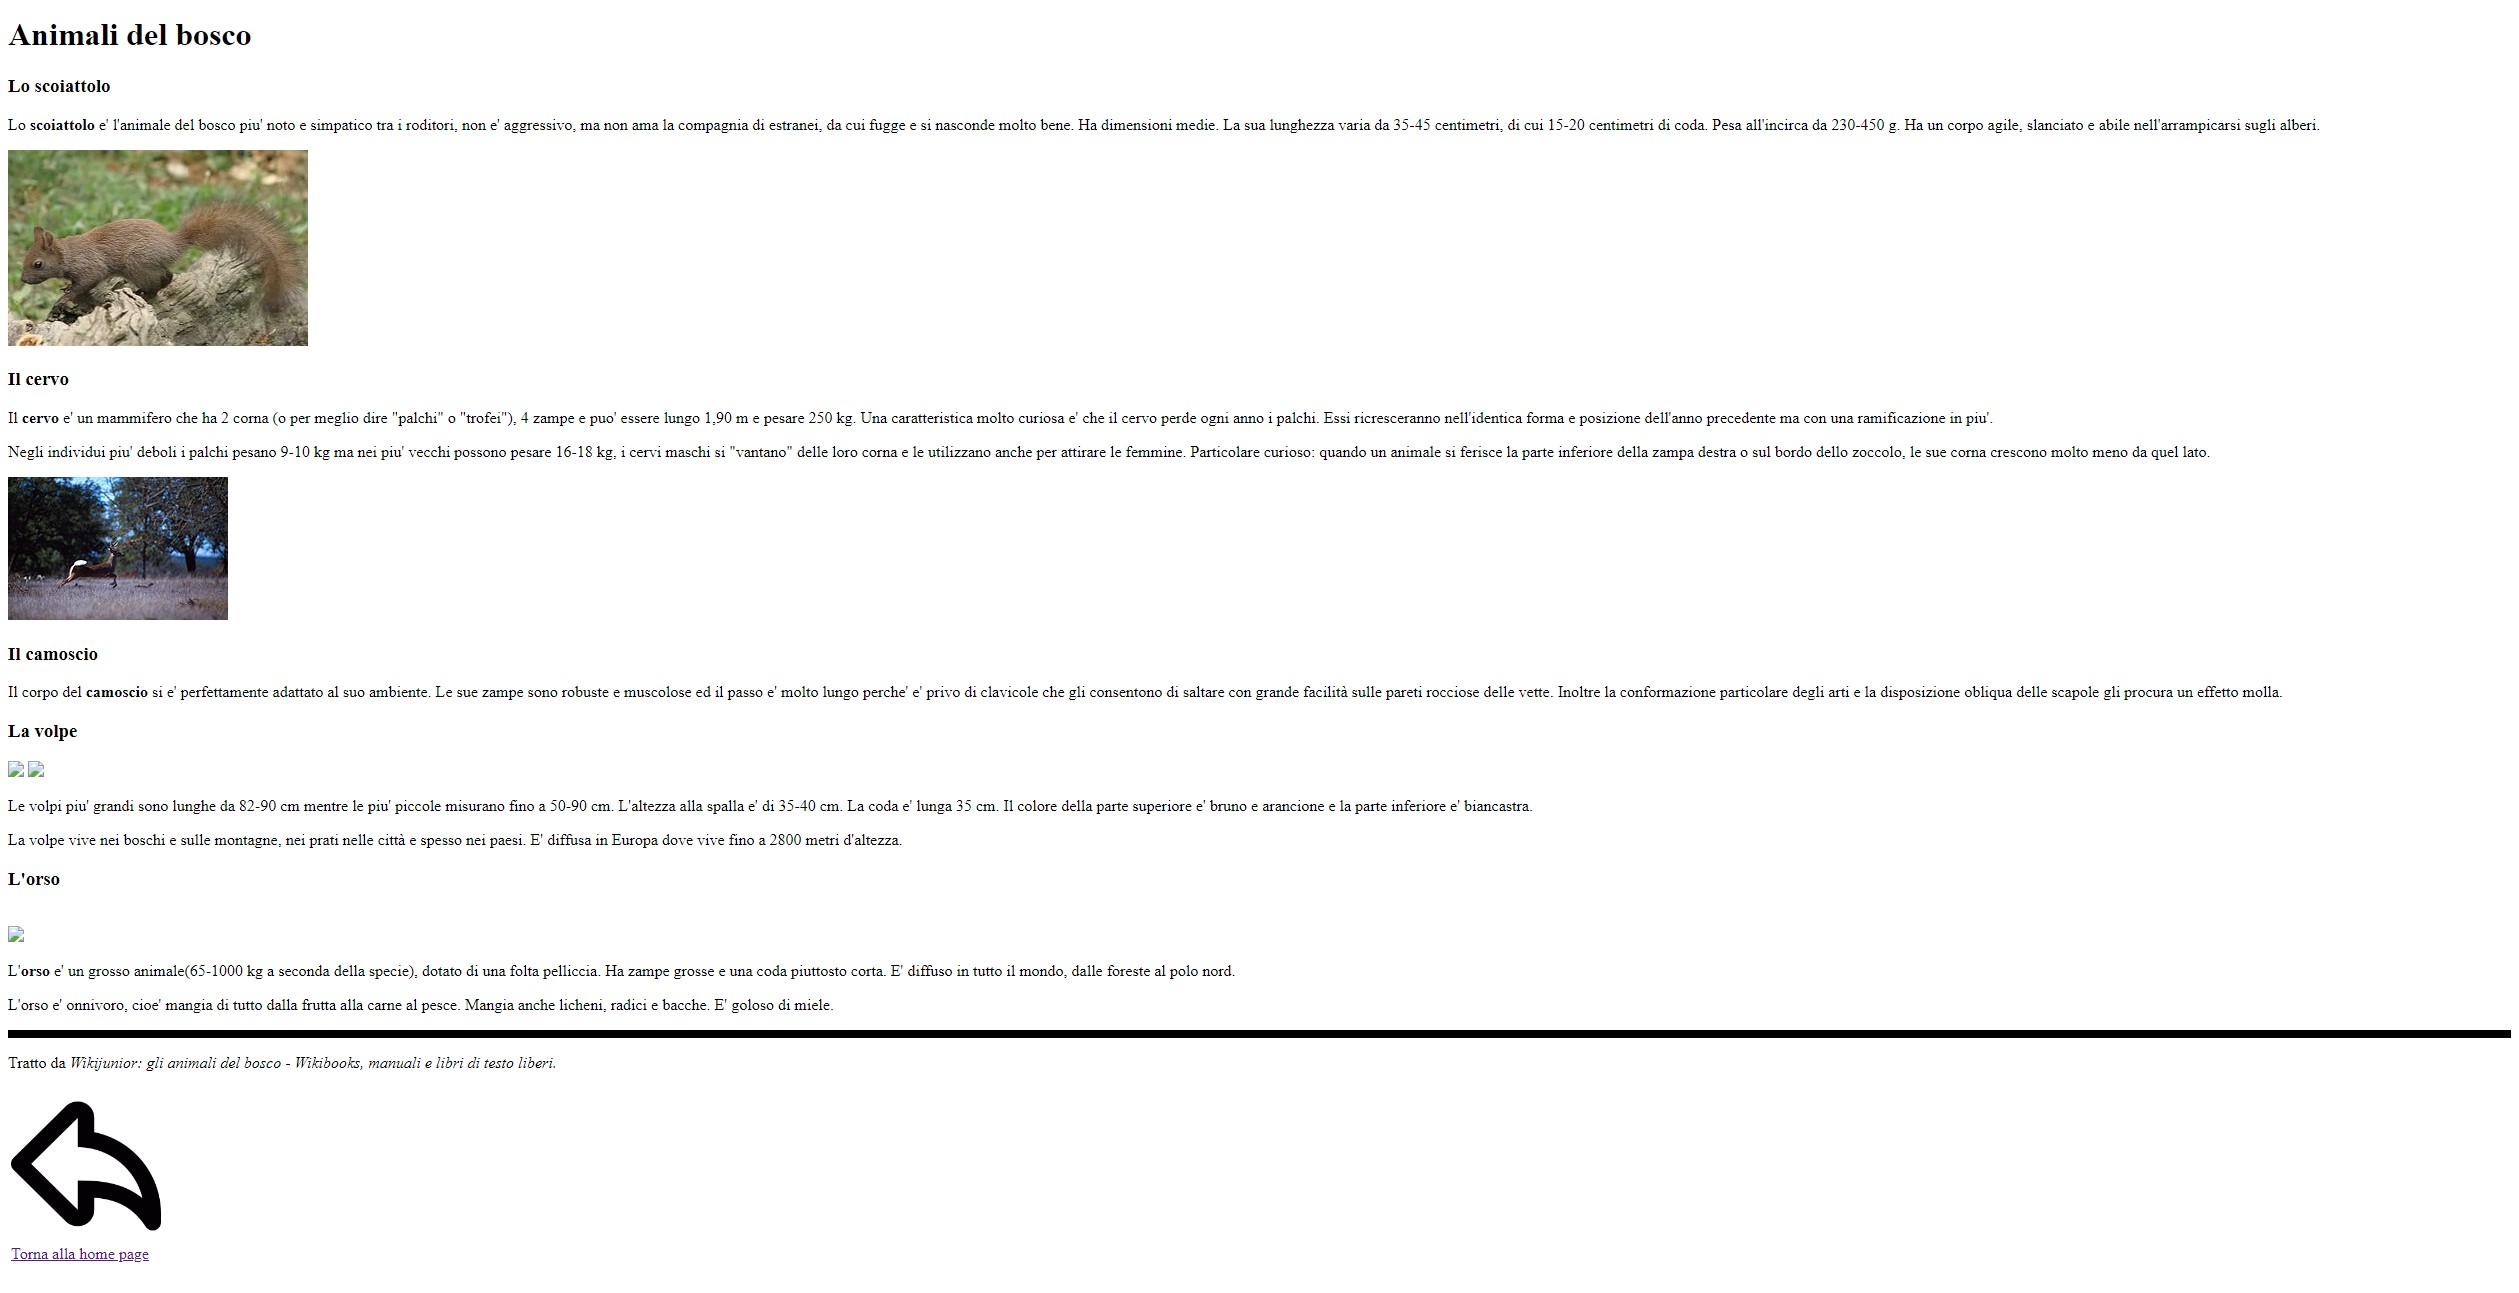 Animali del bosco
Lo scoiattolo
Lo scoiattolo e' l'animale del bosco piu' noto e simpatico tra i roditori, non e' aggressivo, ma non ama la compagnia di estranei, da cui fugge e si nasconde molto bene. Ha dimensioni medie. La sua lunghezza varia da 35-45 centimetri, di cui 15-20 centimetri di coda. Pesa all'incirca da 230-450 g. Ha un corpo agile, slanciato e abile nell'arrampicarsi sugli alberi.
Il cervo
Il cervo e' un mammifero che ha 2 corna (o per meglio dire "palchi" o "trofei"), 4 zampe e puo' essere lungo 1,90 m e pesare 250 kg. Una caratteristica molto curiosa e' che il cervo perde ogni anno i palchi. Essi ricresceranno nell'identica forma e posizione dell'anno precedente ma con una ramificazione in piu'.
Negli individui piu' deboli i palchi pesano 9-10 kg ma nei piu' vecchi possono pesare 16-18 kg, i cervi maschi si "vantano" delle loro corna e le utilizzano anche per attirare le femmine. Particolare curioso: quando un animale si ferisce la parte inferiore della zampa destra o sul bordo dello zoccolo, le sue corna crescono molto meno da quel lato.
Il camoscio
Il corpo del camoscio si e' perfettamente adattato al suo ambiente. Le sue zampe sono robuste e muscolose ed il passo e' molto lungo perche' e' privo di clavicole che gli consentono di saltare con grande facilità sulle pareti rocciose delle vette. Inoltre la conformazione particolare degli arti e la disposizione obliqua delle scapole gli procura un effetto molla.
La volpe
Le volpi piu' grandi sono lunghe da 82-90 cm mentre le piu' piccole misurano fino a 50-90 cm. L'altezza alla spalla e' di 35-40 cm. La coda e' lunga 35 cm. Il colore della parte superiore e' bruno e arancione e la parte inferiore e' biancastra.
La volpe vive nei boschi e sulle montagne, nei prati nelle città e spesso nei paesi. E' diffusa in Europa dove vive fino a 2800 metri d'altezza.
L'orso
L'orso e' un grosso animale(65-1000 kg a seconda della specie), dotato di una folta pelliccia. Ha zampe grosse e una coda piuttosto corta. E' diffuso in tutto il mondo, dalle foreste al polo nord.
L'orso e' onnivoro, cioe' mangia di tutto dalla frutta alla carne al pesce. Mangia anche licheni, radici e bacche. E' goloso di miele.
Tratto da Wikijunior: gli animali del bosco - Wikibooks, manuali e libri di testo liberi.
Torna alla home page